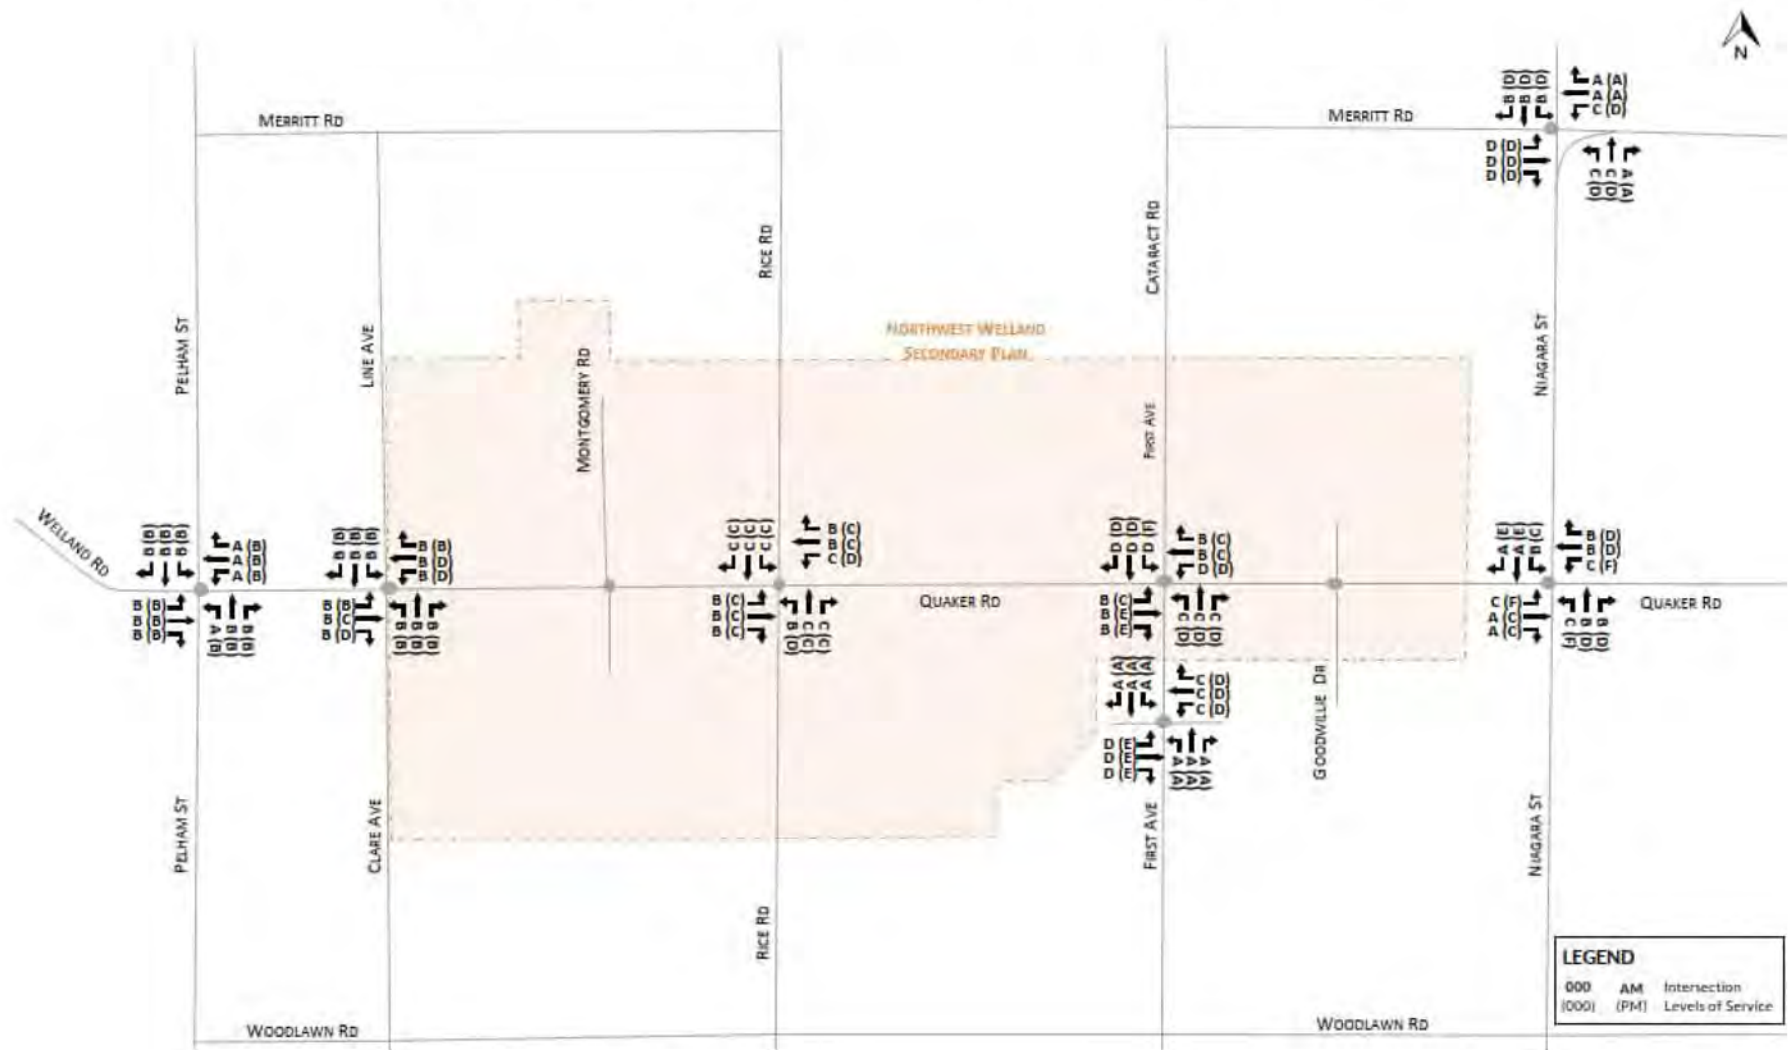 N
MERRITT RD
MERRITT RD
B (D)
B (D)
B (D)
A (A)
A (A)
C (D)
D (D)
D (D)
D (D)
C (D)
C (D)
A (A)
PELHAM ST
LINE AVE
MONTGOMERY RD
RICE RD
NORTHWEST WELLAND
SECONDARY PLAN
CATARACT RD
FIRST AVE
NIAGARA ST
WELLAND RD
B (B)
B (B)
B (B)
A (B)
A (B)
A (B)
B (B)
B (B)
B (B)
A (B)
B (B)
B (B)
B (B)
B (B)
B (B)
B (B)
B (D)
B (D)
B (B)
B (C)
B (D)
B (B)
B (B)
B (B)
C (C)
C (C)
C (C)
B (C)
B (C)
C (D)
B (C)
B (C)
B (C)
B (D)
C (C)
C (C)
QUAKER RD
D (D)
D (D)
D (F)
B (C)
B (C)
D (D)
B (C)
B (E)
B (E)
C (D)
C (D)
C (D)
A (E)
A (E)
B (C)
B (D)
B (D)
C (F)
C (F)
A (C)
A (C)
C (F)
B (D)
B (D)
QUAKER RD
A (A)
A (A)
A (A)
C (D)
C (D)
C (D)
D (E)
D (E)
D (E)
A (A)
A (A)
A (A)
GOODWILLIE DR
PELHAM ST
CLARE AVE
RICE RD
FIRST AVE
NIAGARA ST
WOODLAWN RD
WOODLAWN RD
LEGEND
000 AM Intersection
(000) (PM) Levels of Service